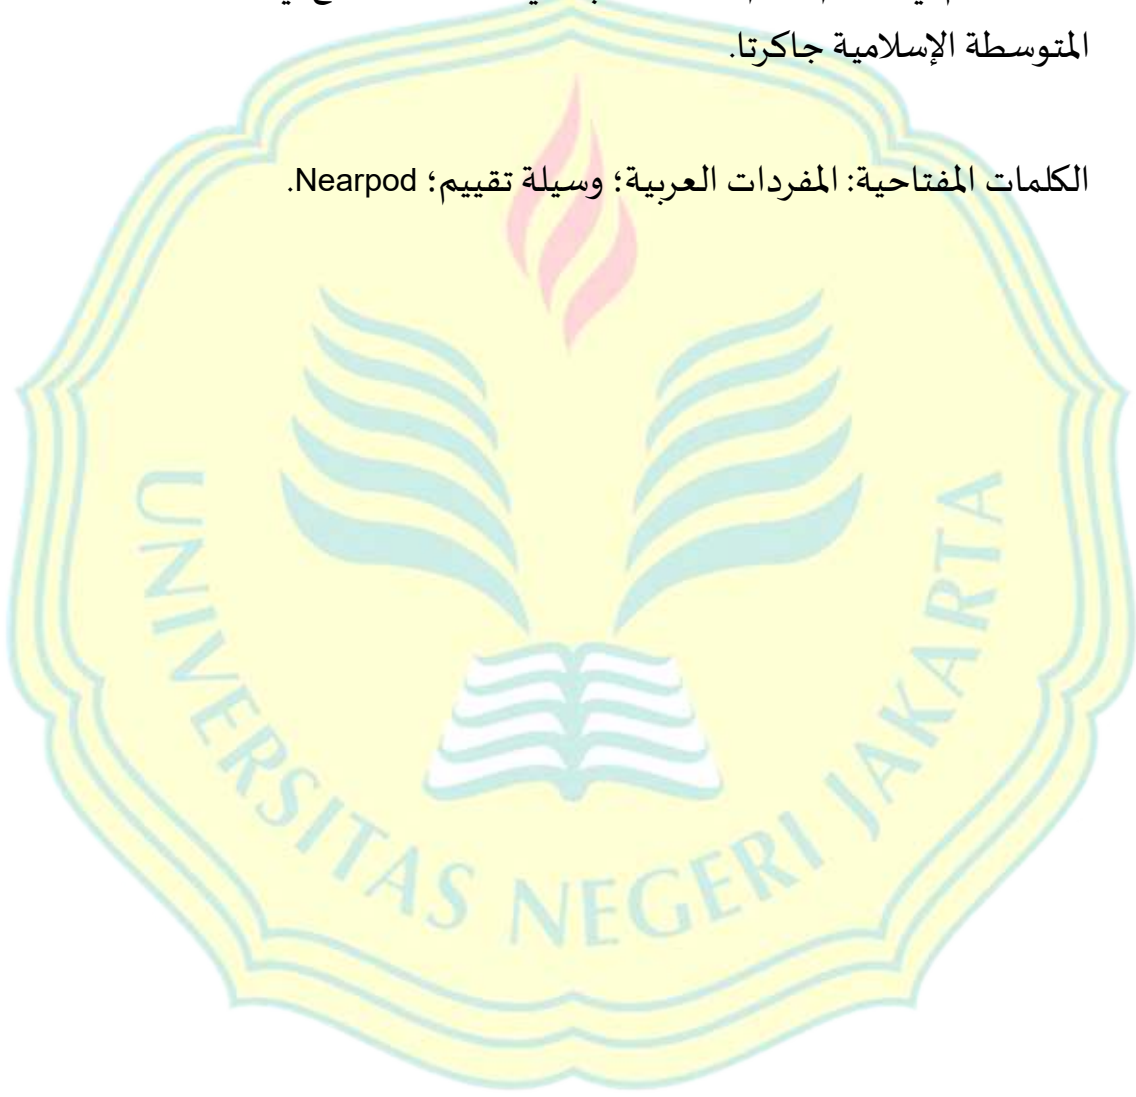 المتوسطة الإسلامية جاكرتا.
الكلمات المفتاحية: المفردات العربية؛ وسيلة تقييم؛ Nearpod.
UNIVERSITAS NEGERI JAKARTA